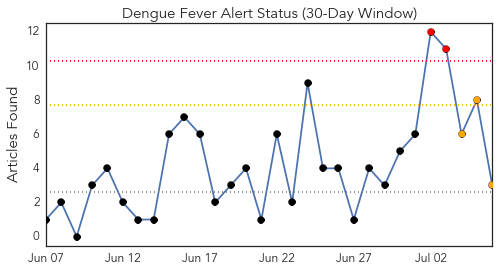 Dengue Fever Alert Status (30-Day Window)
Articles Found
12
10
8
6
4
2
0
Jun 07 Jun 12 Jun 17 Jun 22 Jun 27 Jul 02